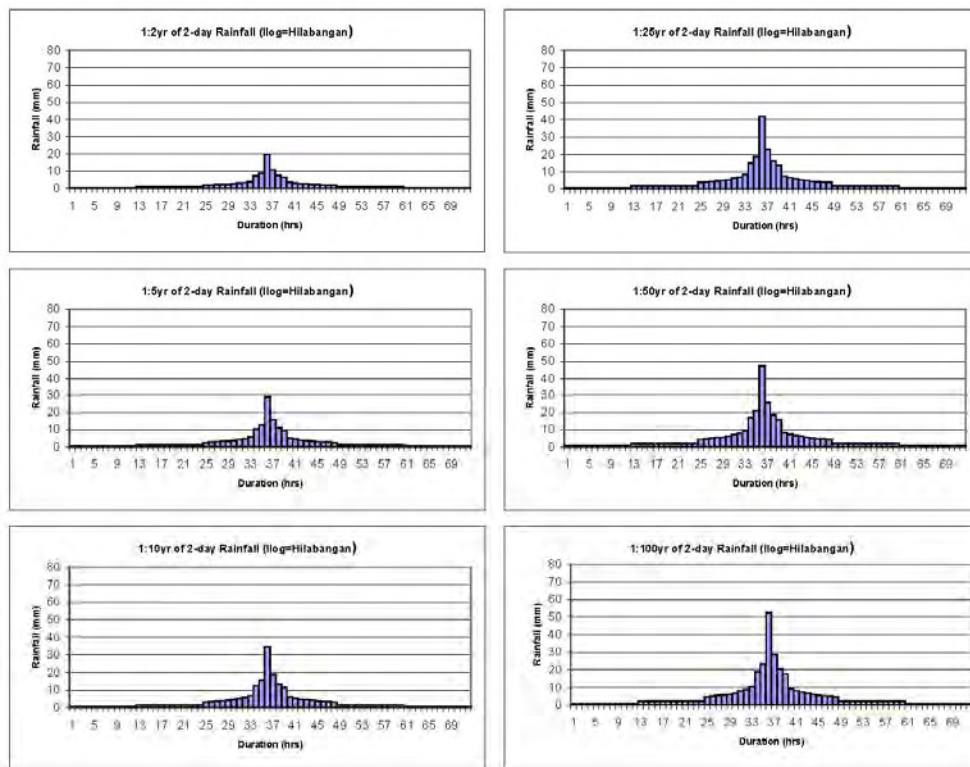 1:2yr of 2-day Rainfall (Ilog=Hilabangan)
80
70
60
50
40
30
20
10
0
Rainfall (mm)
1 5 9 13 17 21 25 29 33 37 41 45 49 53 57 61 65 69
Duration (hrs)
1:25yr of 2-day Rainfall (Ilog=Hilabangan)
80
70
60
50
40
30
20
10
0
Rainfall (mm)
1 5 9 13 17 21 25 29 33 37 41 45 49 53 57 61 65 69
Duration (hrs)
1:5yr of 2-day Rainfall (Ilog=Hilabangan)
80
70
60
50
40
30
20
10
0
Rainfall (mm)
1 5 9 13 17 21 25 29 33 37 41 45 49 53 57 61 65 69
Duration (hrs)
1:50yr of 2-day Rainfall (Ilog=Hilabangan)
80
70
60
50
40
30
20
10
0
Rainfall (mm)
1 5 9 13 17 21 25 29 33 37 41 45 49 53 57 61 65 69
Duration (hrs)
1:10yr of 2-day Rainfall (Ilog=Hilabangan)
80
70
60
50
40
30
20
10
0
Rainfall (mm)
1 5 9 13 17 21 25 29 33 37 41 45 49 53 57 61 65 69
Duration (hrs)
1:100yr of 2-day Rainfall (Ilog=Hilabangan)
80
70
60
50
40
30
20
10
0
Rainfall (mm)
1 5 9 13 17 21 25 29 33 37 41 45 49 53 57 61 65 69
Duration (hrs)